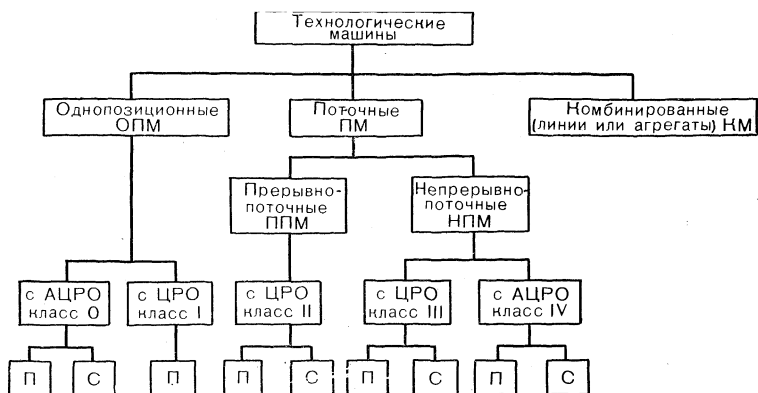 Технологические
машины
Однопозиционные
ОПМ
Поточные
ПМ
Комбинированные
(линии или агрегаты) КМ
Прерывно-
поточные
ППМ
Непрерывно-
поточные
НПМ
с АЦРО
класс 0
с ЦРО
класс I
с ЦРО
класс II
с ЦРО
класс III
с АЦРО
класс IV
П
С
П
П
С
П
С
П
С